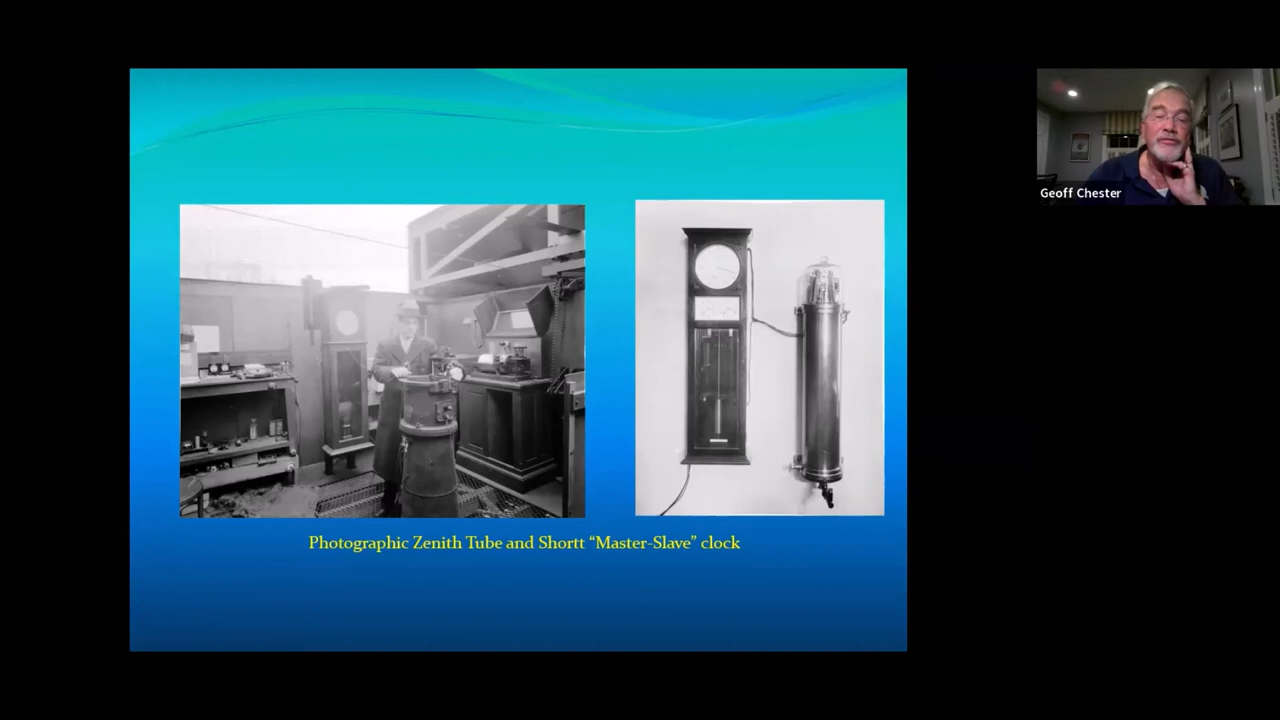 Geoff Chester
Photographic Zenith Tube and Shortt “Master-Slave” clock